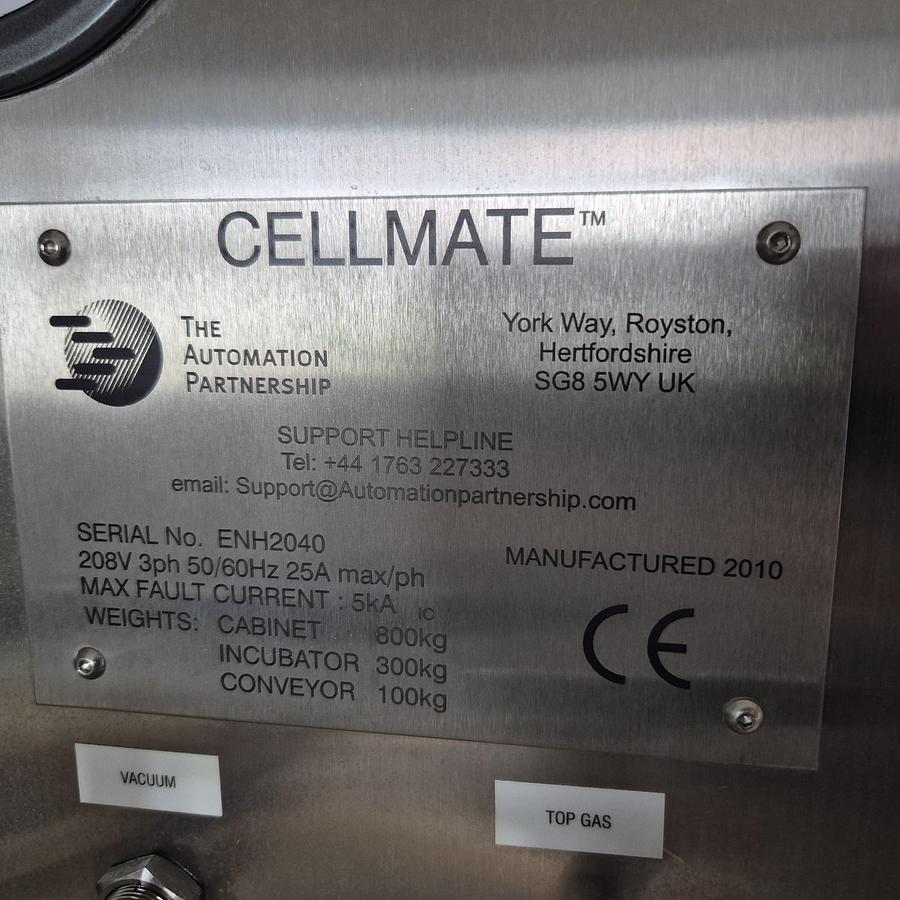 CELLMATE™
THE
AUTOMATION
PARTNERSHIP
York Way, Royston,
Hertfordshire
SG8 5WY UK
SUPPORT HELPLINE
Tel: +44 1763 227333
email: Support@Automationpartnership.com
SERIAL No. ENH2040
208V 3ph 50/60Hz 25A max/ph
MAX FAULT CURRENT : 5kA IC
WEIGHTS: CABINET 800kg
INCUBATOR 300kg
CONVEYOR 100kg
MANUFACTURED 2010
CE
VACUUM
TOP GAS